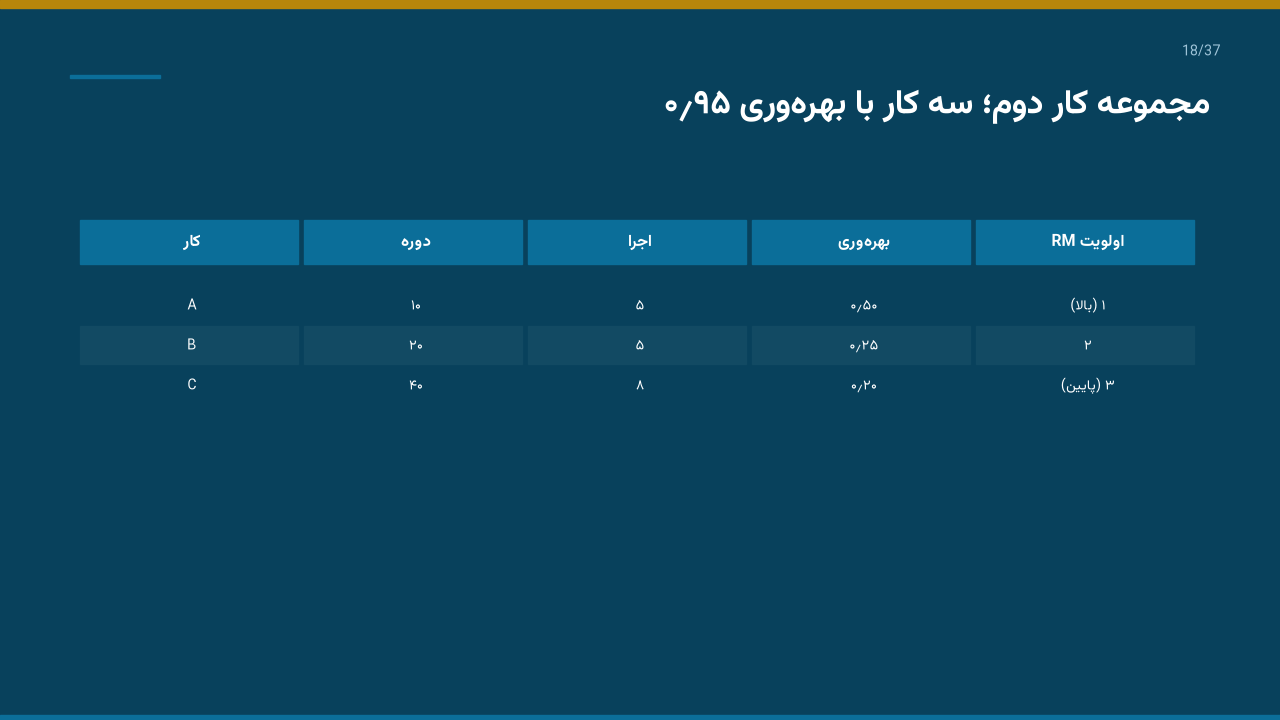 18/37
مجموعه کار دوم؛ سه کار با بهره‌وری ۰٫۹۵
اولویت RM بهره‌وری اجرا دوره کار
۱ (بالا) ۰٫۵۰ ۵ ۱۰ A
۲ ۰٫۲۵ ۵ ۲۰ B
۳ (پایین) ۰٫۲۰ ۸ ۴۰ C